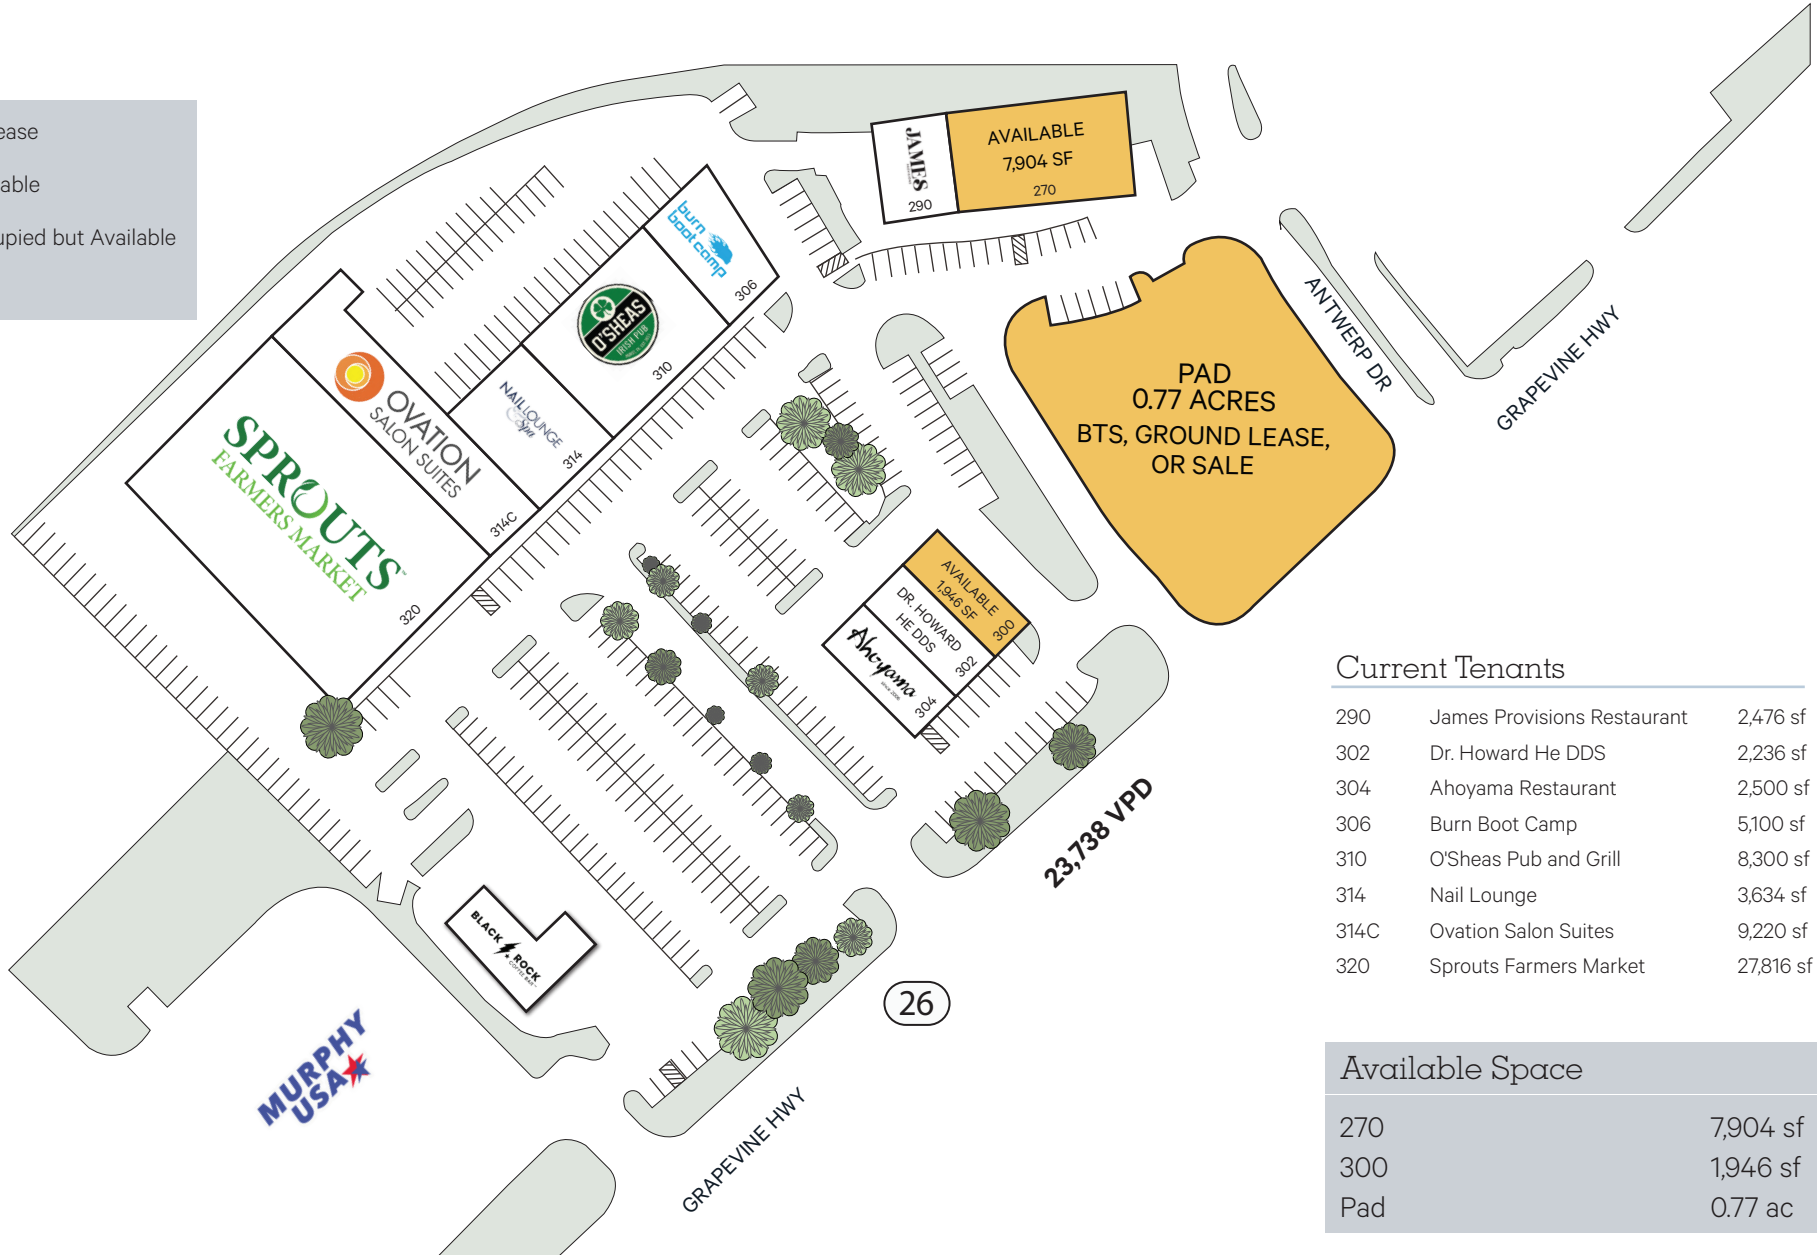 lease
able
upied but Available
JAMES
290
AVAILABLE
7,904 SF
270
burn
boot camp
306
O'SHEAS
IRISH PUB
310
NAIL LOUNGE
& Spa
314
OVATION
SALON SUITES
314C
SPROUTS
FARMERS MARKET
320
PAD
0.77 ACRES
BTS, GROUND LEASE,
OR SALE
ANTWERP DR
GRAPEVINE HWY
AVAILABLE
1,946 SF
300
DR. HOWARD
HE DDS
302
Ahoyama
304
23,738 VPD
BLACK ROCK
COFFEE BAR
26
MURPHY
USA
GRAPEVINE HWY
Current Tenants
290 James Provisions Restaurant 2,476 sf
302 Dr. Howard He DDS 2,236 sf
304 Ahoyama Restaurant 2,500 sf
306 Burn Boot Camp 5,100 sf
310 O'Sheas Pub and Grill 8,300 sf
314 Nail Lounge 3,634 sf
314C Ovation Salon Suites 9,220 sf
320 Sprouts Farmers Market 27,816 sf
Available Space
270 7,904 sf
300 1,946 sf
Pad 0.77 ac